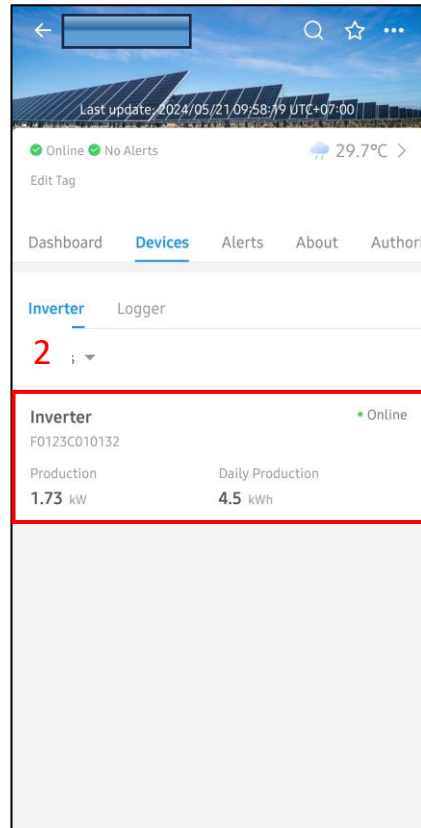 Last update: 2024/05/21 09:58:19 UTC+07:00
Online No Alerts 29.7°C
Edit Tag
Dashboard Devices Alerts About Authori
Inverter Logger
2 s
Inverter Online
F0123C010132
Production Daily Production
1.73 kW 4.5 kWh